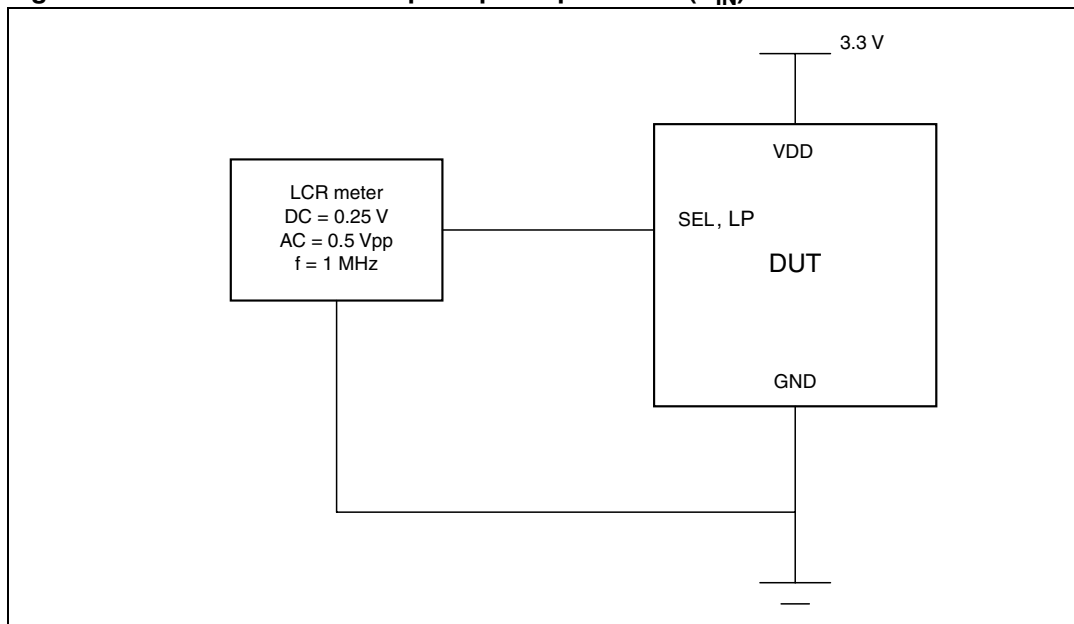 3.3 V
VDD
LCR meter
DC = 0.25 V
AC = 0.5 Vpp
f = 1 MHz
SEL, LP
DUT
GND